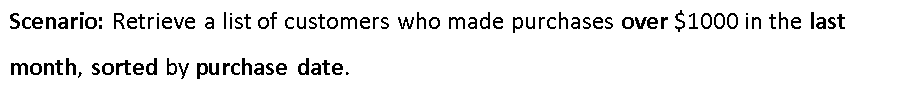 Scenario: Retrieve a list of customers who made purchases over $1000 in the last
month, sorted by purchase date.